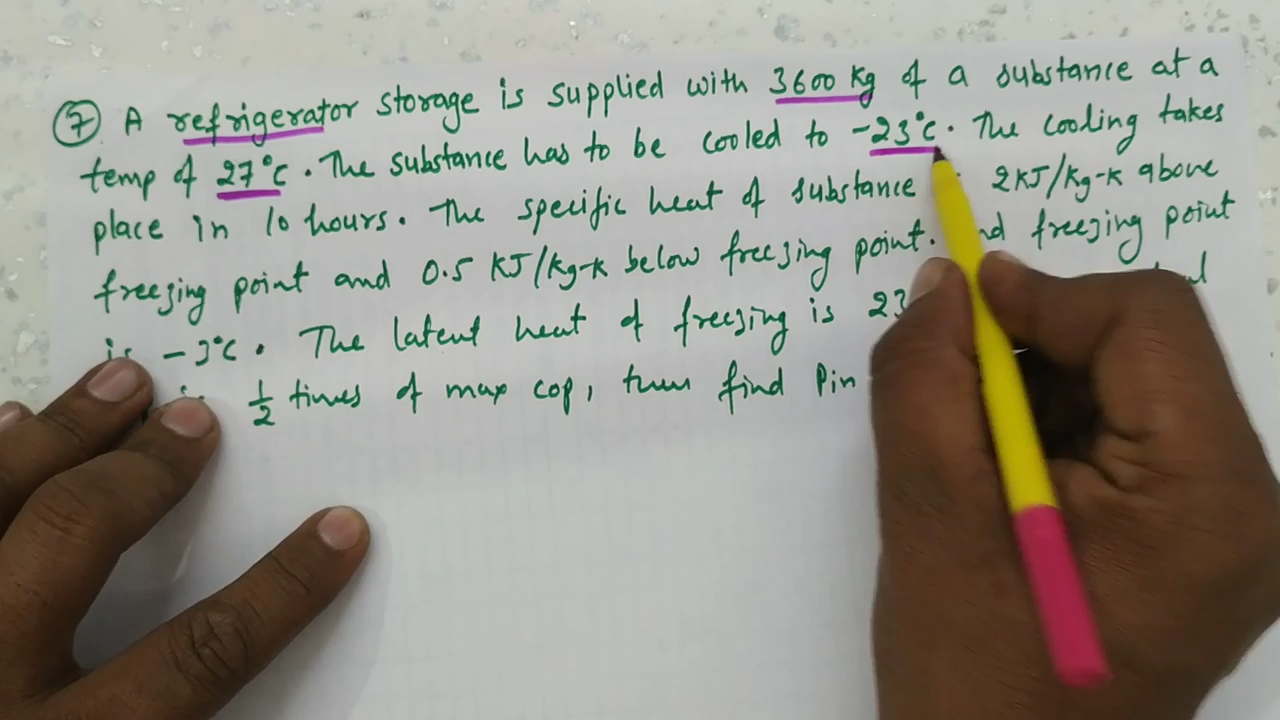 ⑦ A refrigerator storage is supplied with 3600 kg of a substance at a
temp of 27°C. The substance has to be cooled to -23°C. The cooling takes
place in 10 hours. The specific heat of substance 2KJ/kg-K above
freezing point and 0.5 KJ/kg-K below freezing point. freezing point
is -3°C. The latent heat of freezing is 23
1/2 times of max cop, then find Pin